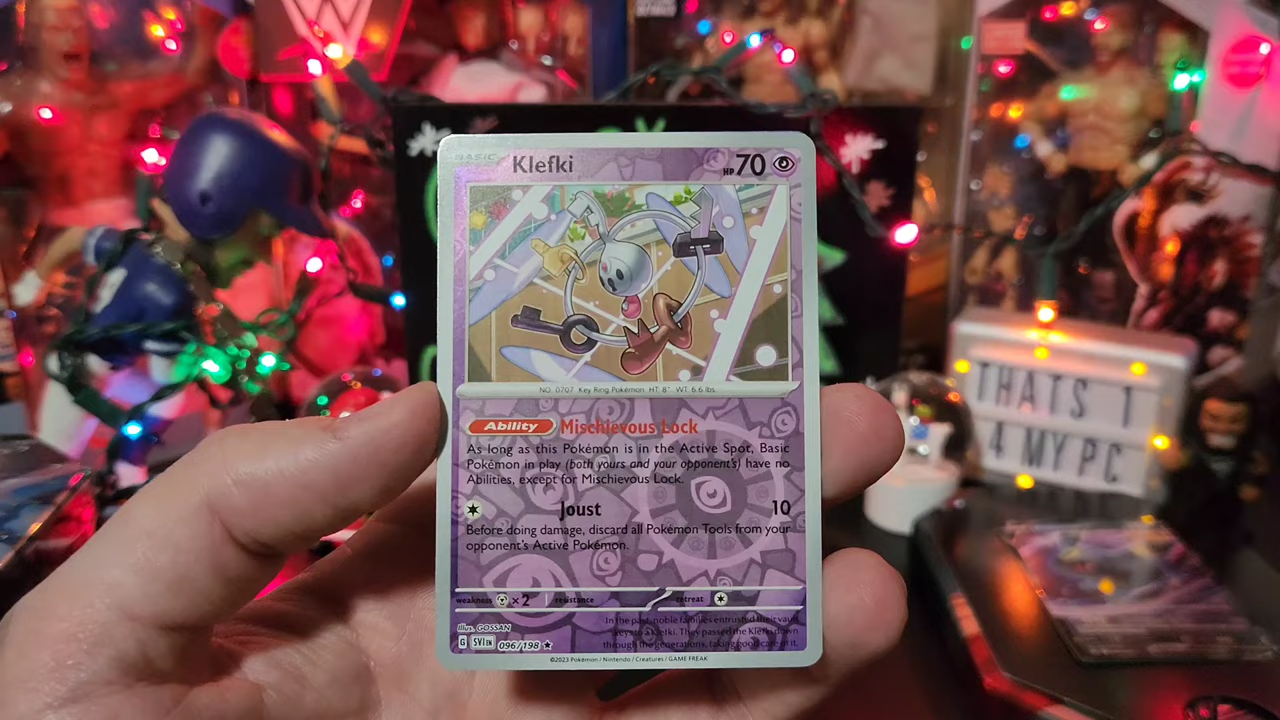 BASIC
Klefki
HP 70
NO. 0707 Key Ring Pokémon HT: 8" WT: 6.6 lbs.
Ability Mischievous Lock
As long as this Pokémon is in the Active Spot, Basic
Pokémon in play (both yours and your opponent's) have no
Abilities, except for Mischievous Lock.
Joust 10
Before doing damage, discard all Pokémon Tools from your
opponent's Active Pokémon.
weakness ×2 resistance retreat
In the past, noble families entrusted their vault
keys to a Klefki. They passed the Klefki down
through the generations, taking good care of it.
Illus. GOSSAN
G SVI EN 096/198 ★
©2023 Pokémon / Nintendo / Creatures / GAME FREAK
THATS 1
4 MY PC